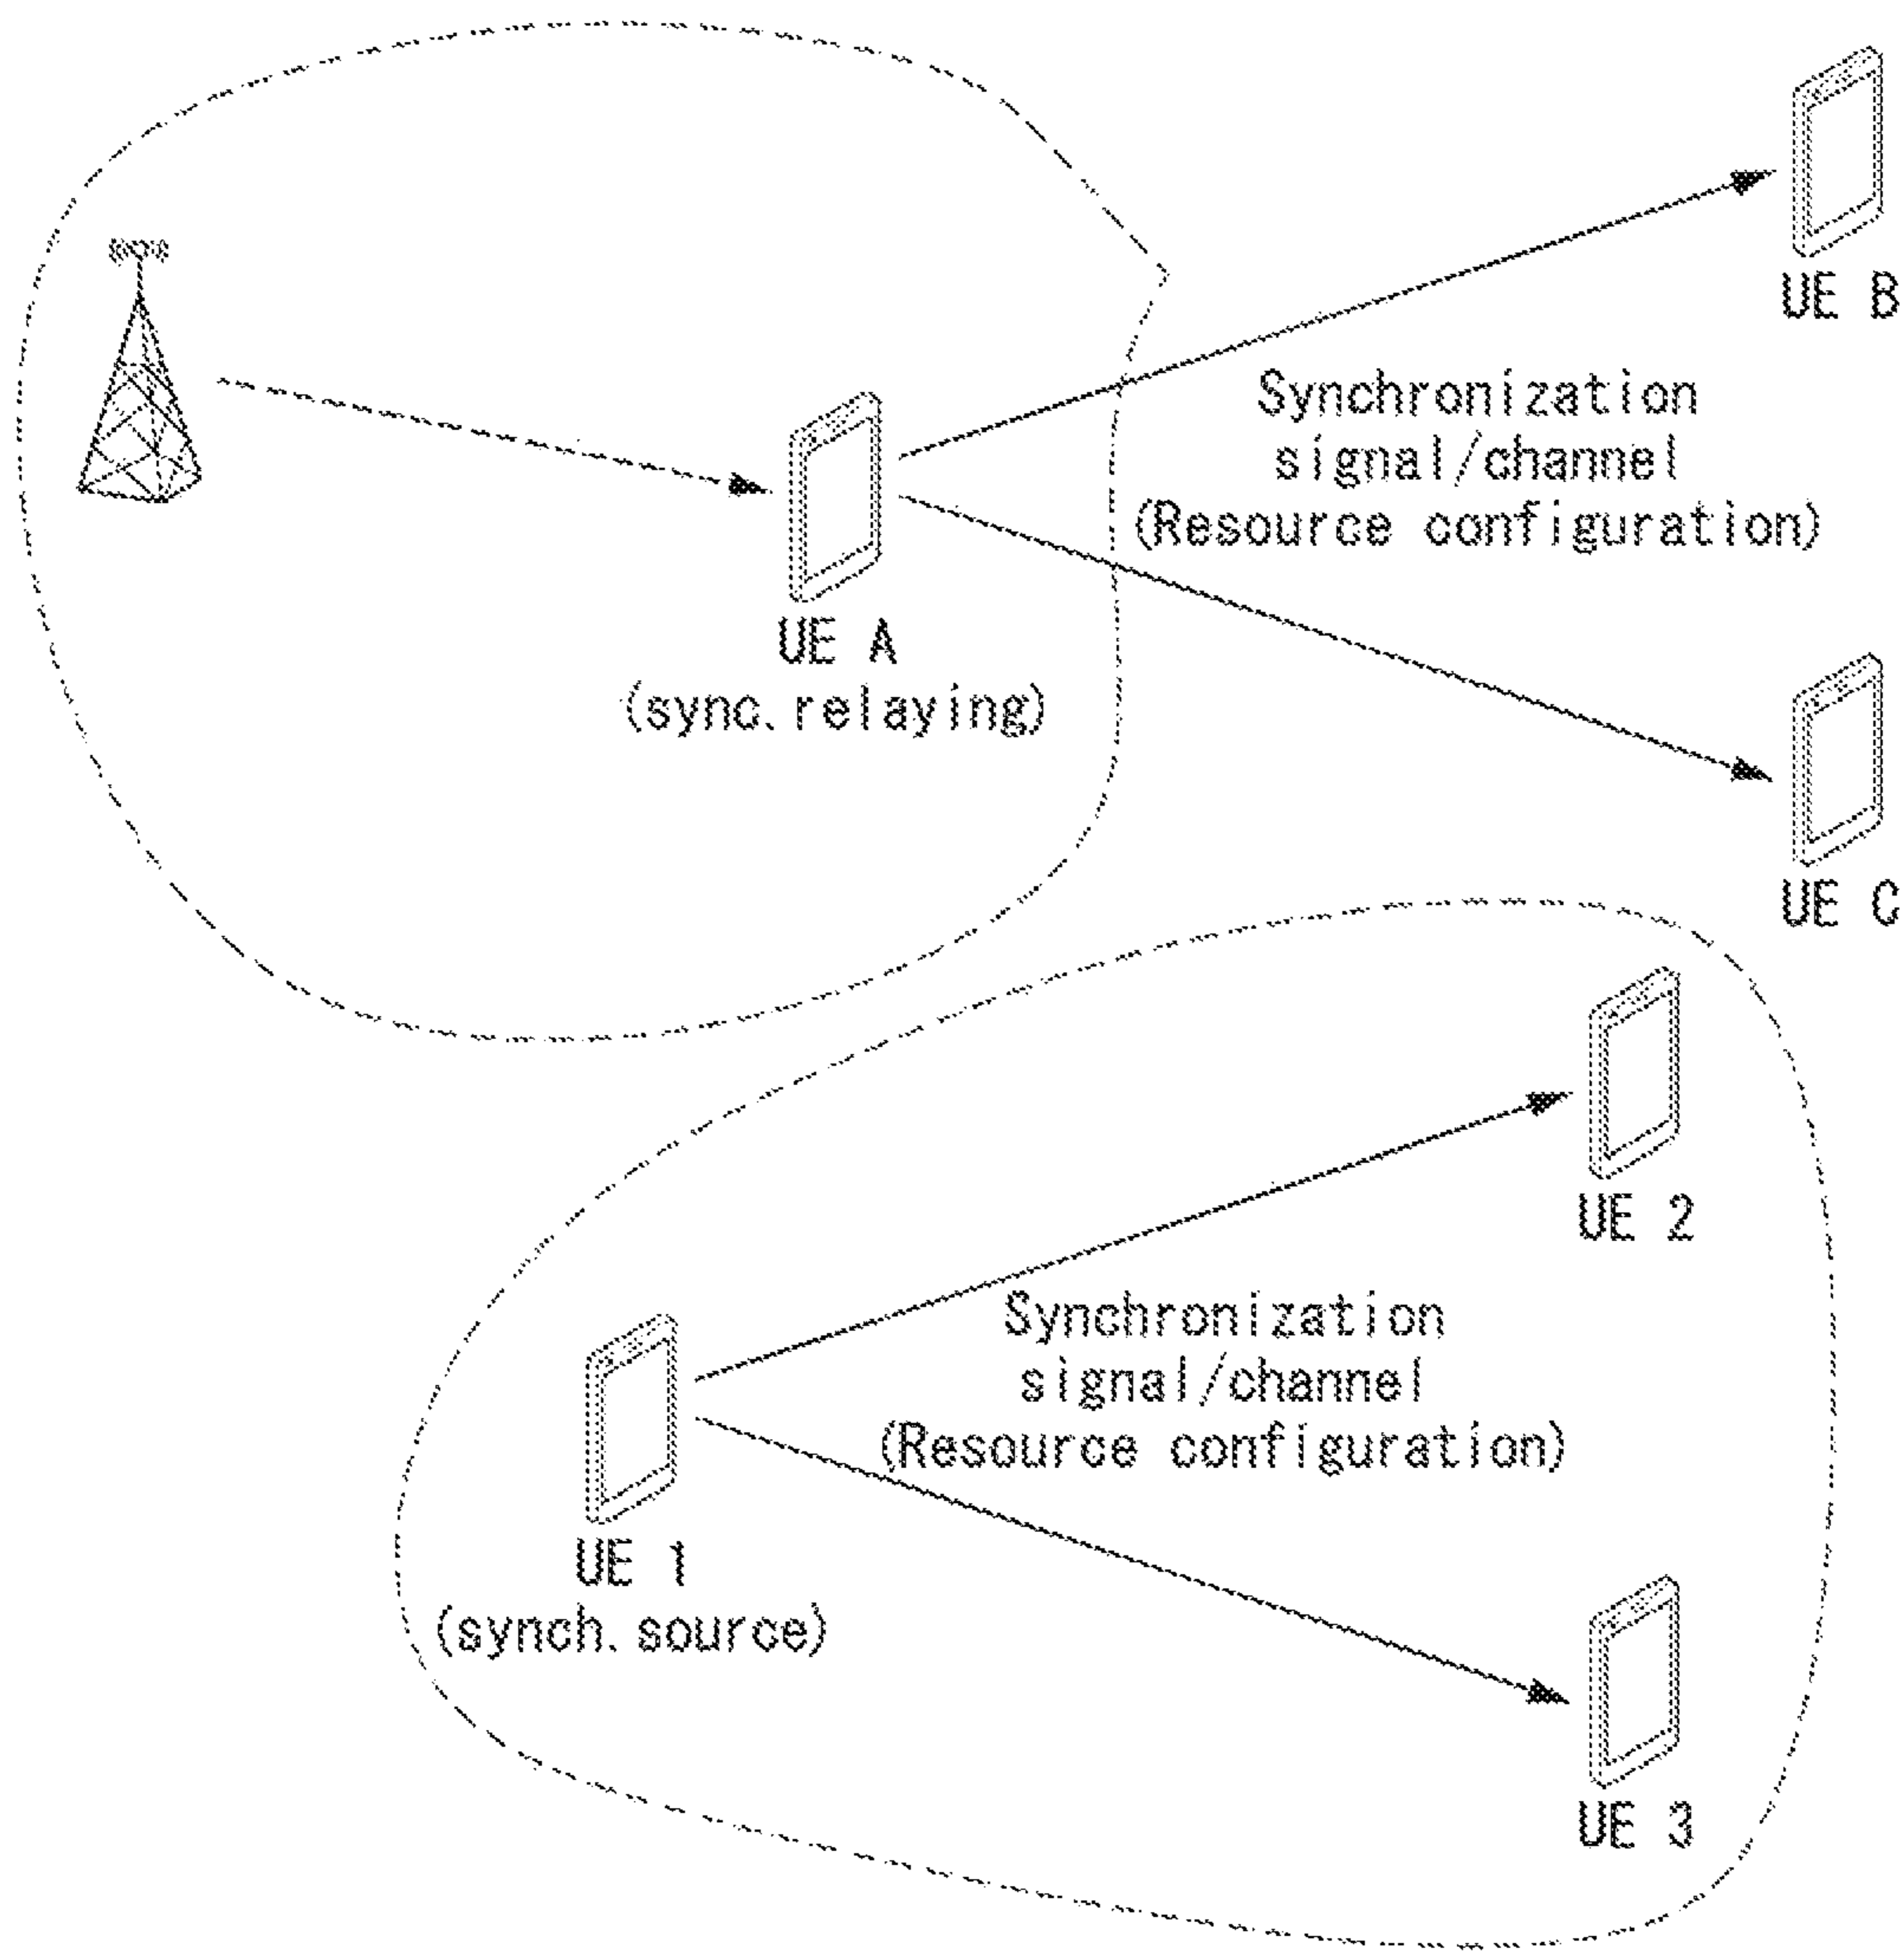 UE B
Synchronization
signal/channel
(Resource configuration)
UE A
(sync. relaying)
UE C
UE 2
Synchronization
signal/channel
(Resource configuration)
UE 1
(synch. source)
UE 3